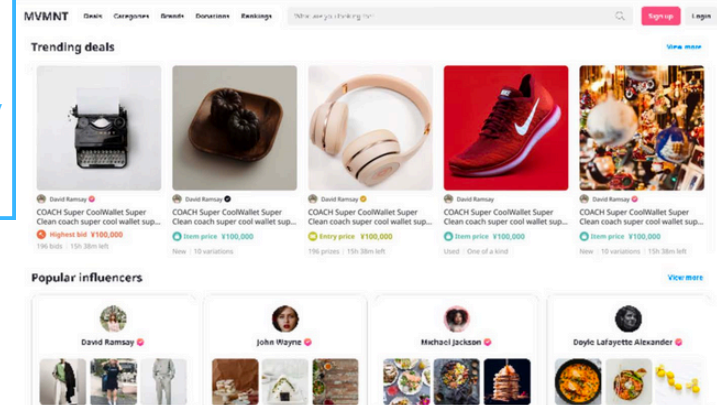 MVMNT Deals Categories Brands Donations Rankings What are you looking for? Sign up Login
Trending deals View more
David Ramsay David Ramsay David Ramsay David Ramsay David Ramsay
COACH Super CoolWallet Super COACH Super CoolWallet Super COACH Super CoolWallet Super COACH Super CoolWallet Super COACH Super CoolWallet Super
Clean coach super cool wallet sup... Clean coach super cool wallet sup... Clean coach super cool wallet sup... Clean coach super cool wallet sup... Clean coach super cool wallet sup...
Highest bid ¥100,000 Item price ¥100,000 Entry price ¥100,000 Item price ¥100,000 Item price ¥100,000
196 bids | 15h 38m left New | 10 variations 196 prizes | 15h 38m left Used | One of a kind New | 10 variations | 15h 38m left
Popular influencers View more
David Ramsay John Wayne Michael Jackson Doyle Lafayette Alexander